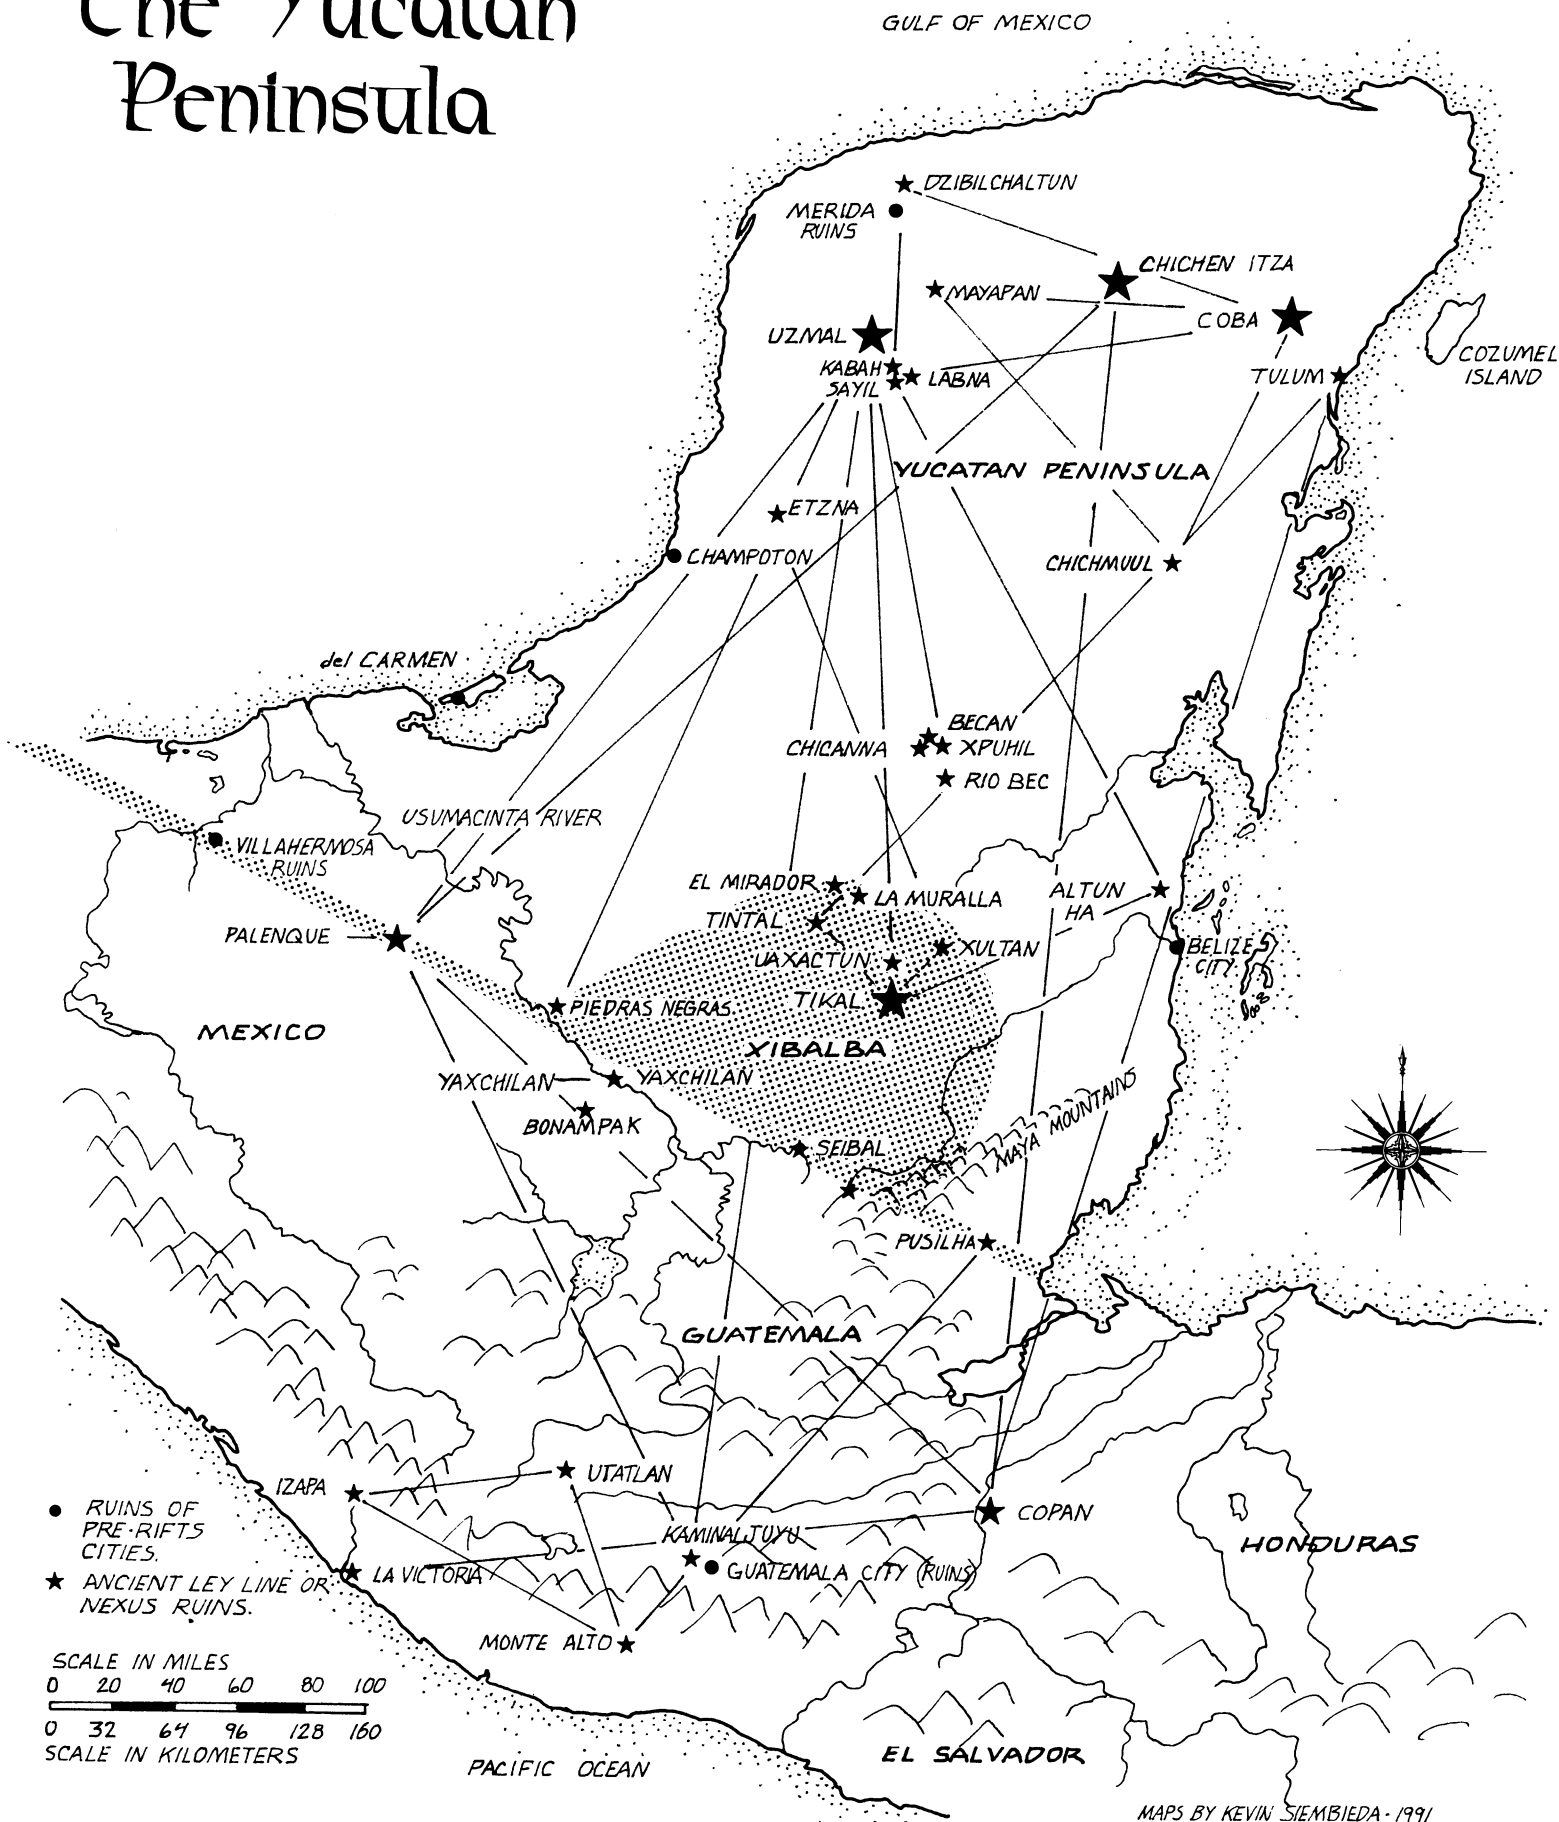 The Yucatan
Peninsula
GULF OF MEXICO
DZIBILCHALTUN
MERIDA
RUINS
CHICHEN ITZA
MAYAPAN
COBA
UZMAL
COZUMEL
ISLAND
KABAH
SAYIL
LABNA
TULUM
YUCATAN PENINSULA
ETZNA
CHAMPOTON
CHICHMUUL
del CARMEN
BECAN
CHICANNA
XPUHIL
RIO BEC
USUMACINTA RIVER
VILLAHERMOSA
RUINS
EL MIRADOR
LA MURALLA
ALTUN
HA
TINTAL
PALENQUE
XULTAN
BELIZE
CITY
UAXACTUN
TIKAL
PIEDRAS NEGRAS
MEXICO
XIBALBA
YAXCHILAN
YAXCHILAN
BONAMPAK
MAYA MOUNTAINS
SEIBAL
PUSILHA
GUATEMALA
IZAPA
UTATLAN
COPAN
KAMINALJUYU
HONDURAS
LA VICTORIA
GUATEMALA CITY (RUINS)
MONTE ALTO
RUINS OF
PRE-RIFTS
CITIES.
ANCIENT LEY LINE OR
NEXUS RUINS.
SCALE IN MILES
0 20 40 60 80 100
0 32 64 96 128 160
SCALE IN KILOMETERS
PACIFIC OCEAN
EL SALVADOR
MAPS BY KEVIN SIEMBIEDA - 1991